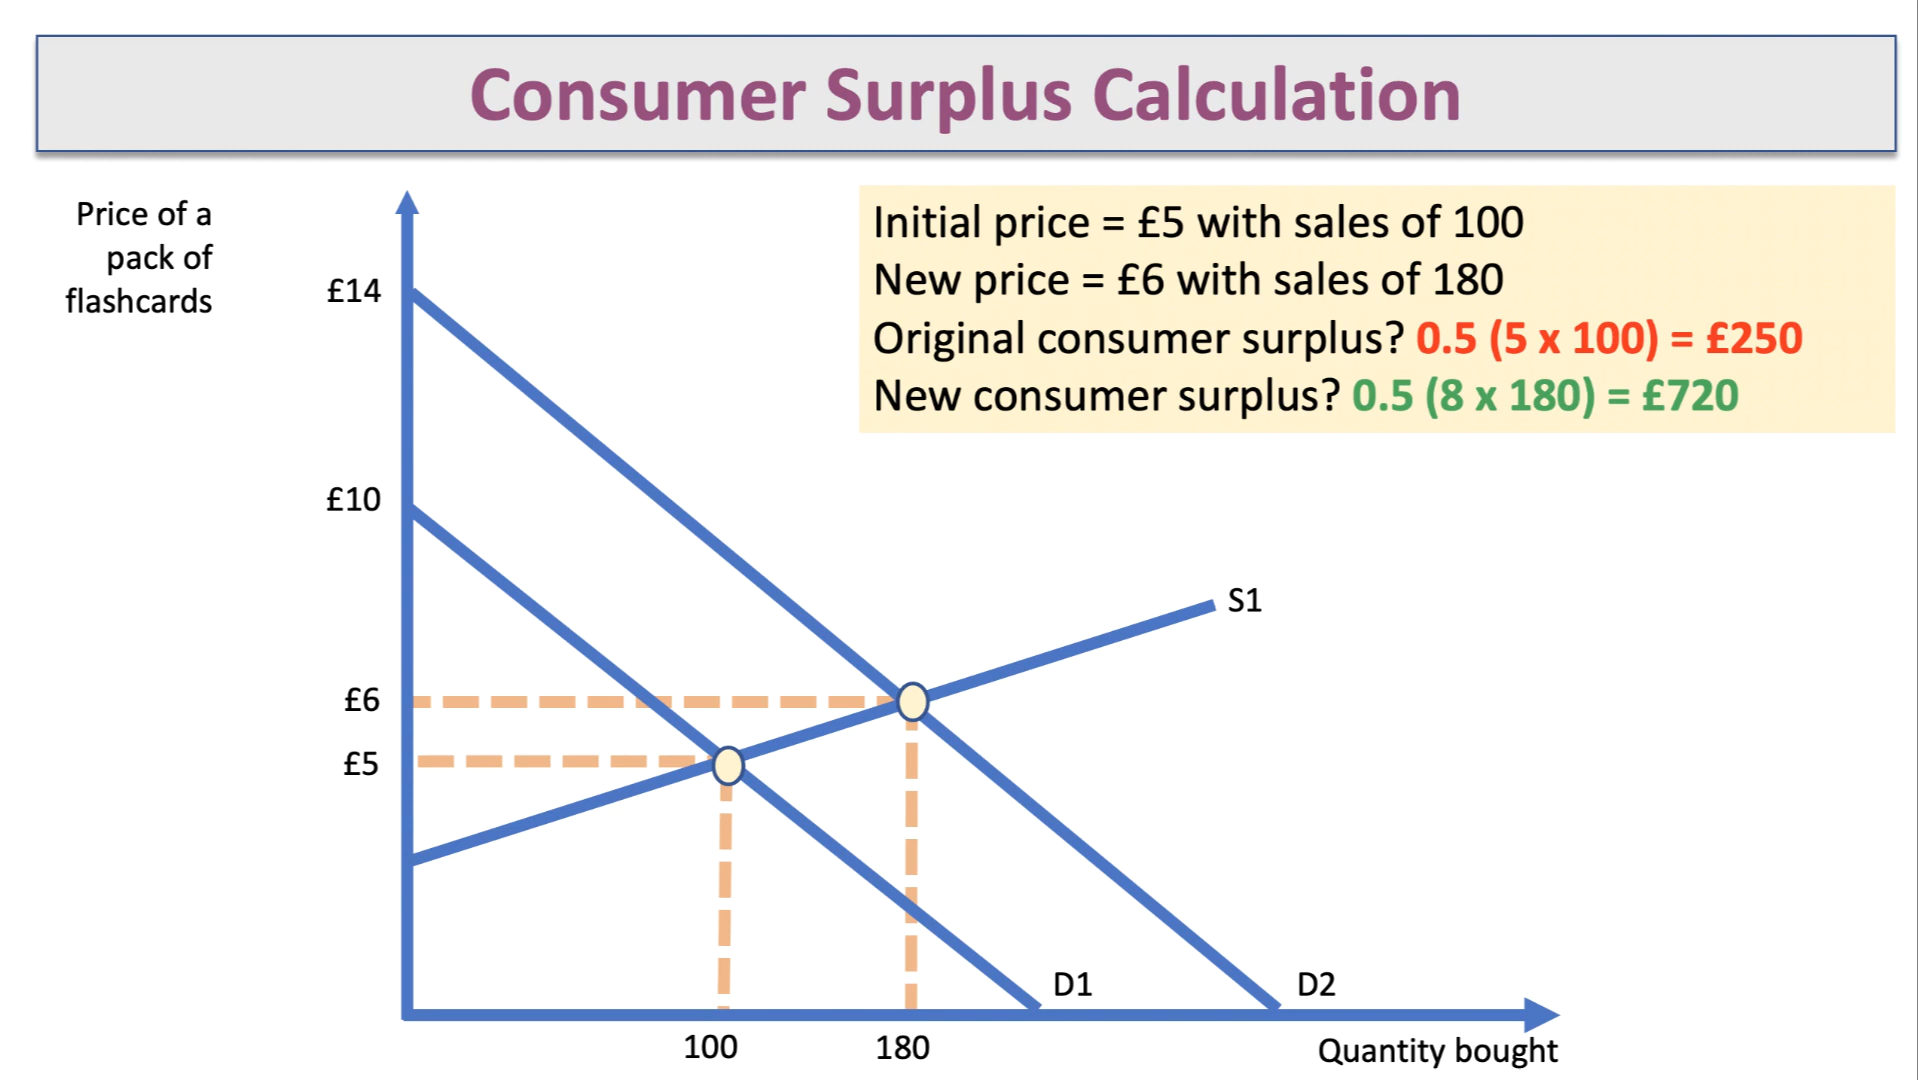 Consumer Surplus Calculation
Price of a
pack of
flashcards
Initial price = £5 with sales of 100
New price = £6 with sales of 180
Original consumer surplus? 0.5 (5 x 100) = £250
New consumer surplus? 0.5 (8 x 180) = £720
£14
£10
£6
£5
S1
D1
D2
100
180
Quantity bought